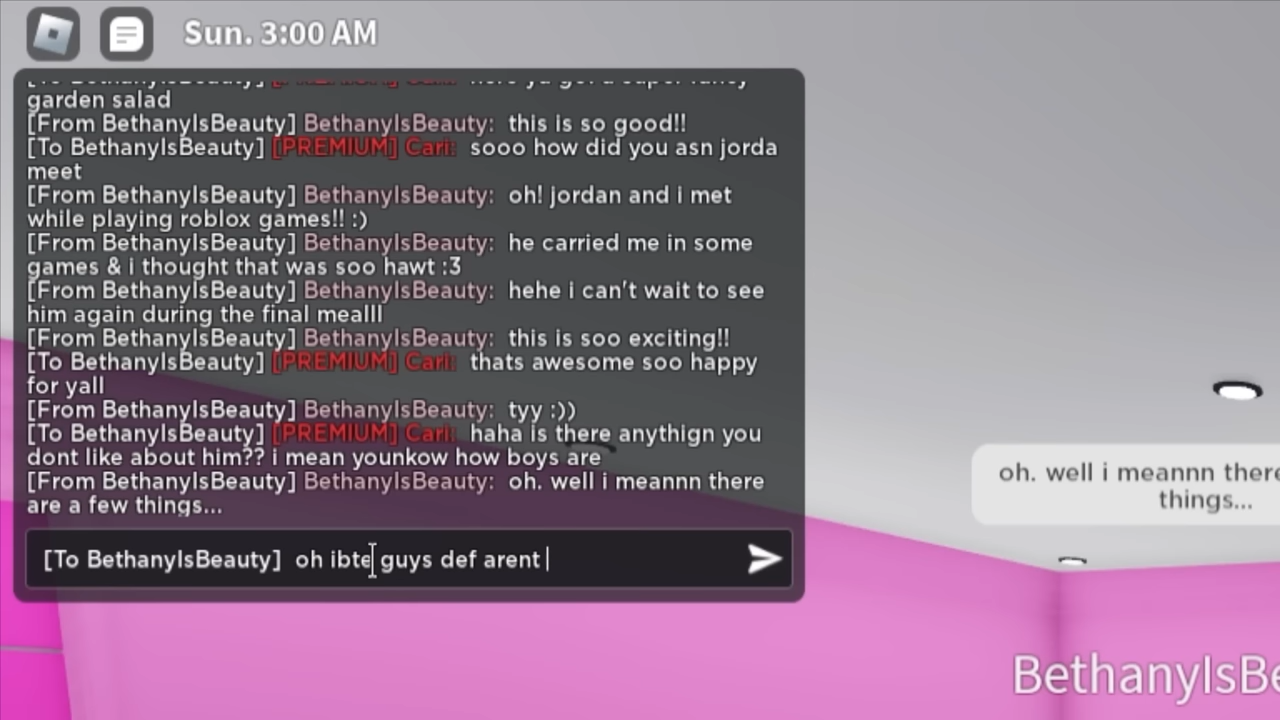 Sun. 3:00 AM
garden salad
[From BethanyIsBeauty] BethanyIsBeauty: this is so good!!
[To BethanyIsBeauty] [PREMIUM] Cari: sooo how did you asn jorda
meet
[From BethanyIsBeauty] BethanyIsBeauty: oh! jordan and i met
while playing roblox games!! :)
[From BethanyIsBeauty] BethanyIsBeauty: he carried me in some
games & i thought that was soo hawt :3
[From BethanyIsBeauty] BethanyIsBeauty: hehe i can't wait to see
him again during the final mealll
[From BethanyIsBeauty] BethanyIsBeauty: this is soo exciting!!
[To BethanyIsBeauty] [PREMIUM] Cari: thats awesome soo happy
for yall
[From BethanyIsBeauty] BethanyIsBeauty: tyy :))
[To BethanyIsBeauty] [PREMIUM] Cari: haha is there anythign you
dont like about him?? i mean younkow how boys are
[From BethanyIsBeauty] BethanyIsBeauty: oh. well i meannn there
are a few things...
[To BethanyIsBeauty] oh ibte guys def arent
oh. well i meannn there
things...
BethanyIsBe